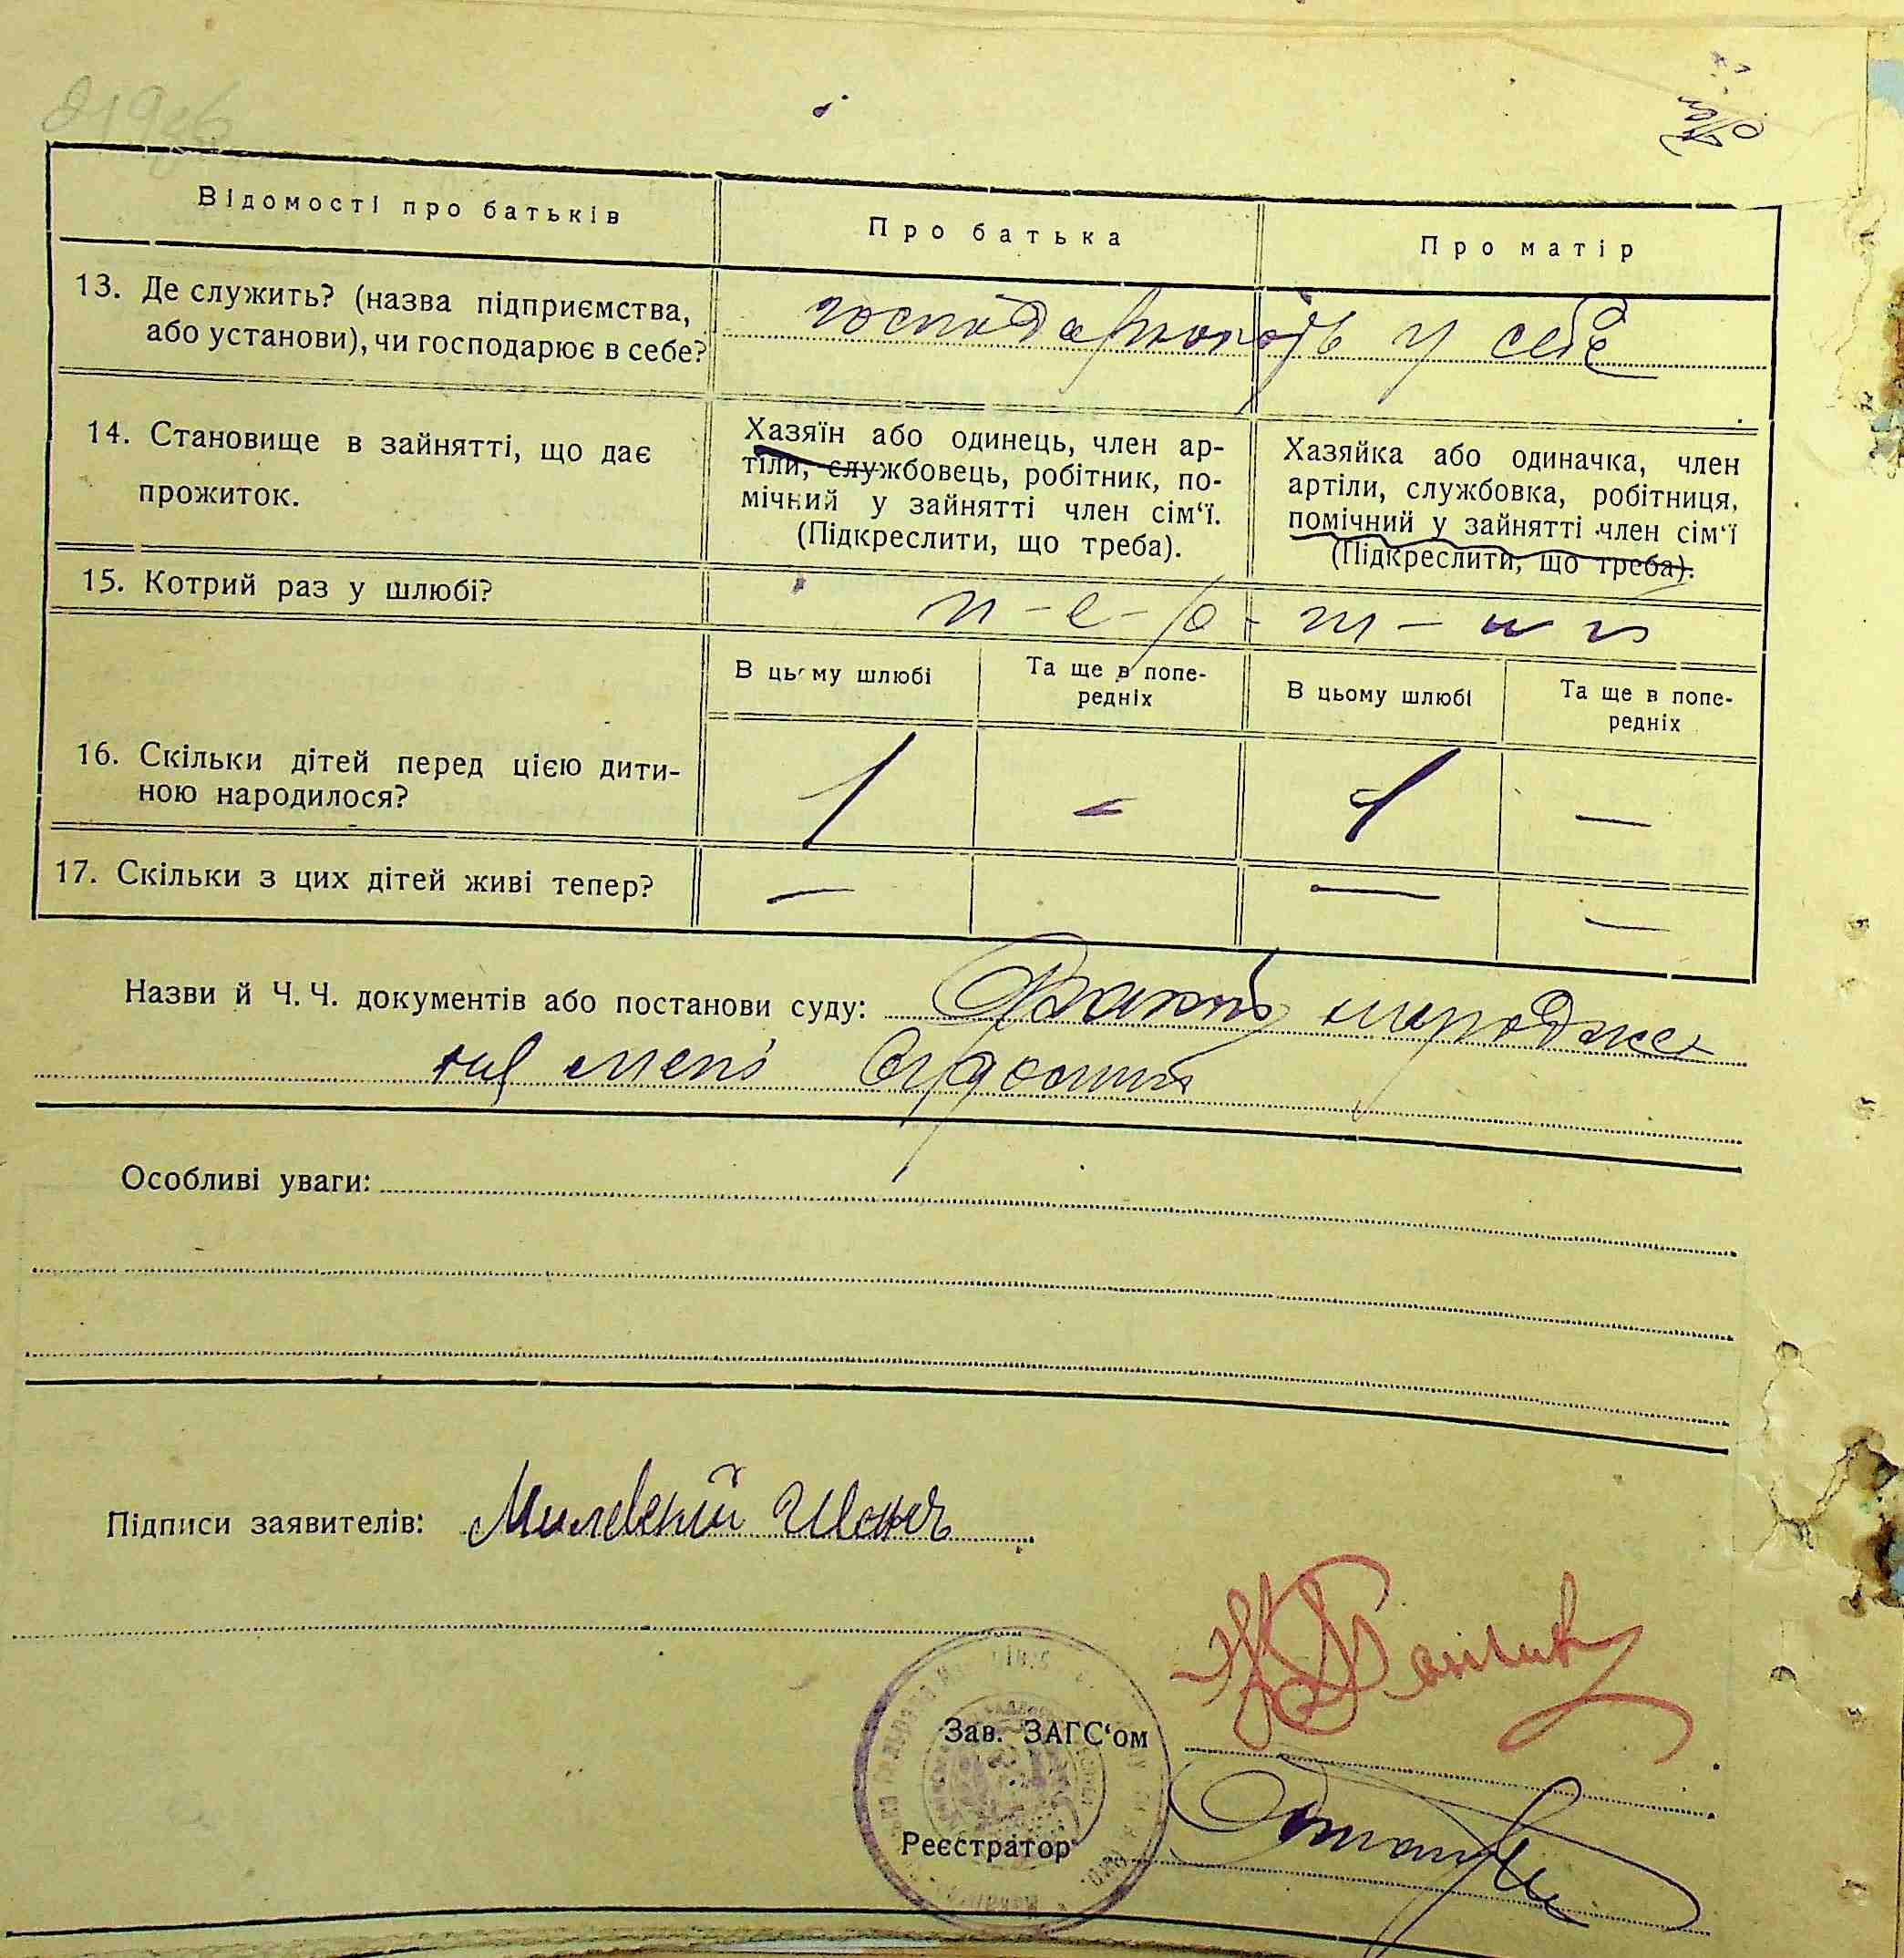 Відомості про батьків
Про батька
Про матір
13. Де служить? (назва підприємства,
або установи), чи господарює в себе?
господарюють у себе
14. Становище в зайнятті, що дає
прожиток.
Хазяїн або одинець, член ар-
тіли, службовець, робітник, по-
мічний у зайнятті член сім‘ї.
(Підкреслити, що треба).
Хазяйка або одиначка, член
артіли, службовка, робітниця,
помічний у зайнятті член сім‘ї
(Підкреслити, що треба).
15. Котрий раз у шлюбі?
В цьому шлюбі
Та ще в попе-
редніх
В цьому шлюбі
Та ще в попе-
редніх
16. Скільки дітей перед цією дити-
ною народилося?
1 – 1 —
17. Скільки з цих дітей живі тепер?
— — —
Назви й Ч. Ч. документів або постанови суду:
Особливі уваги:
Підписи заявителів: Милевский
Зав. ЗАГС‘ом
Реєстратор